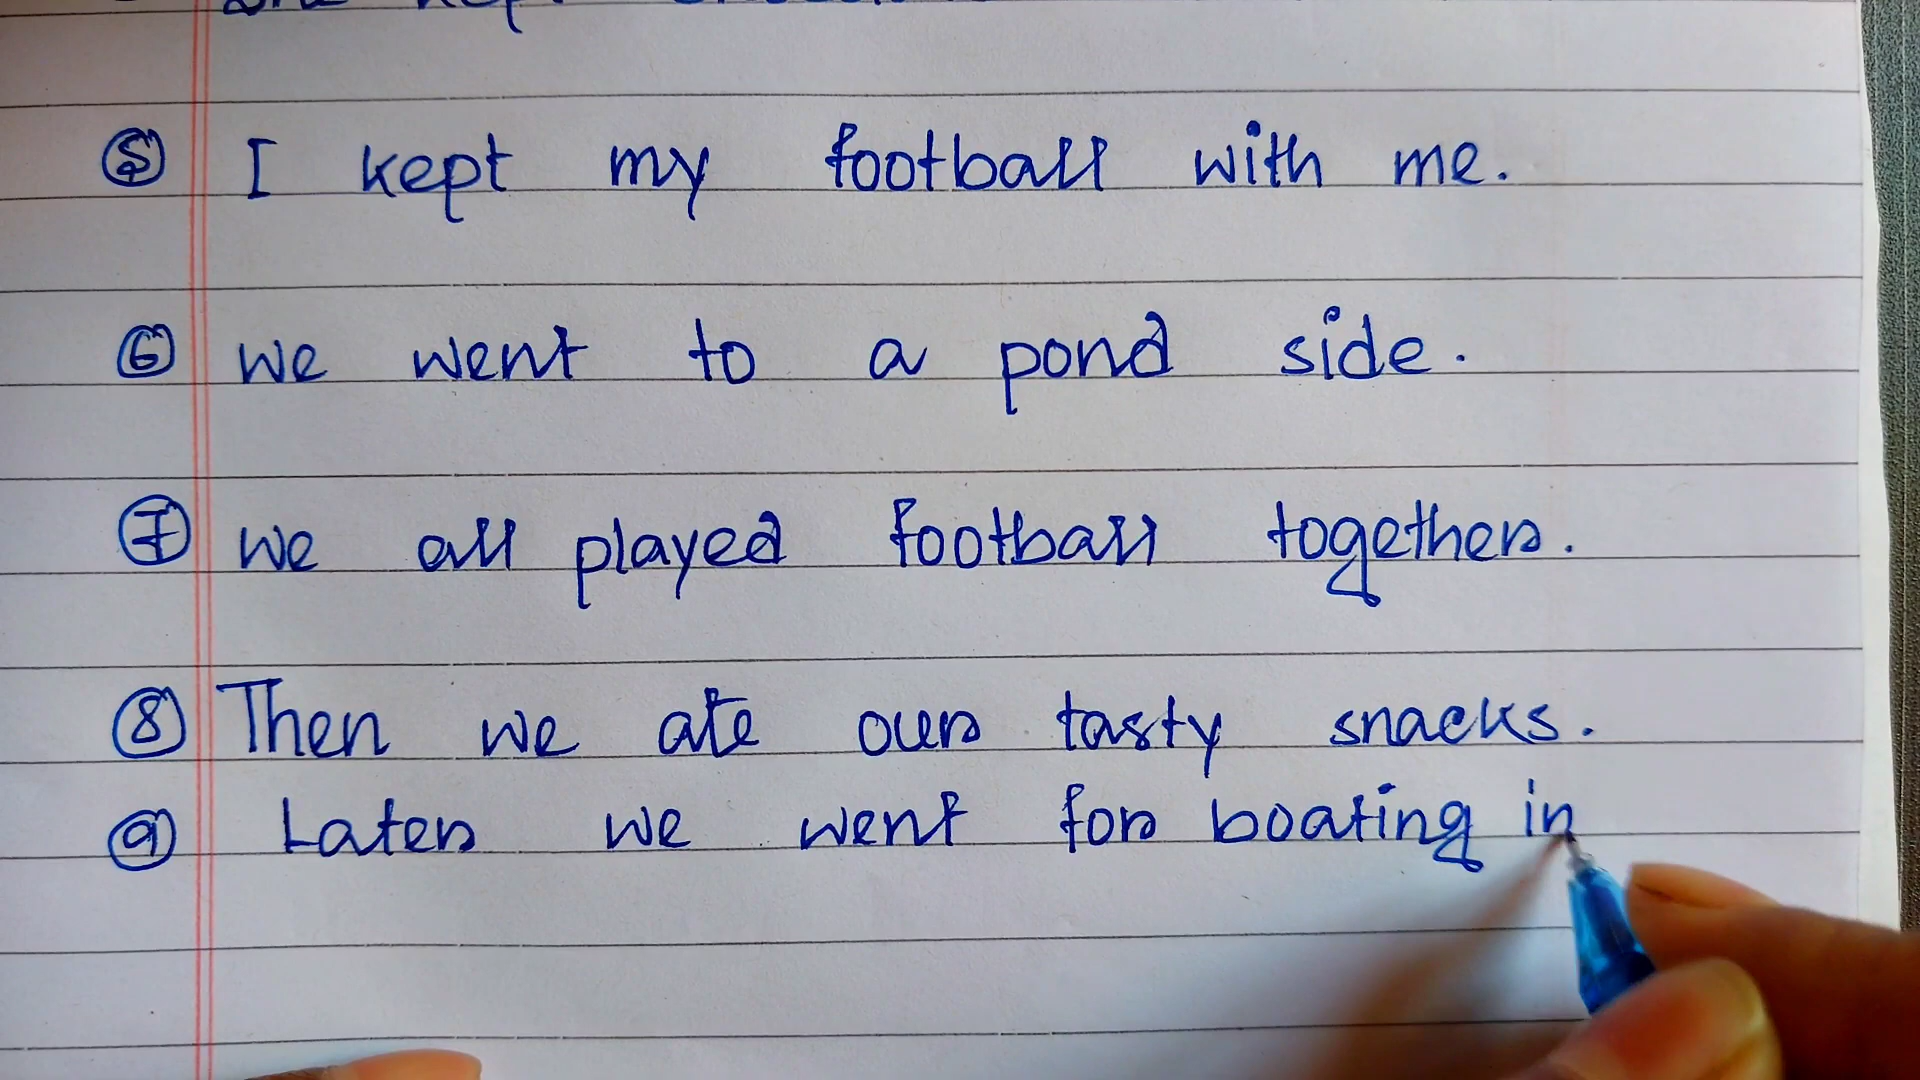 kept
⑤ I kept my football with me.
⑥ We went to a pond side.
⑦ We all played football together.
⑧ Then we ate our tasty snacks.
⑨ Later we went for boating in